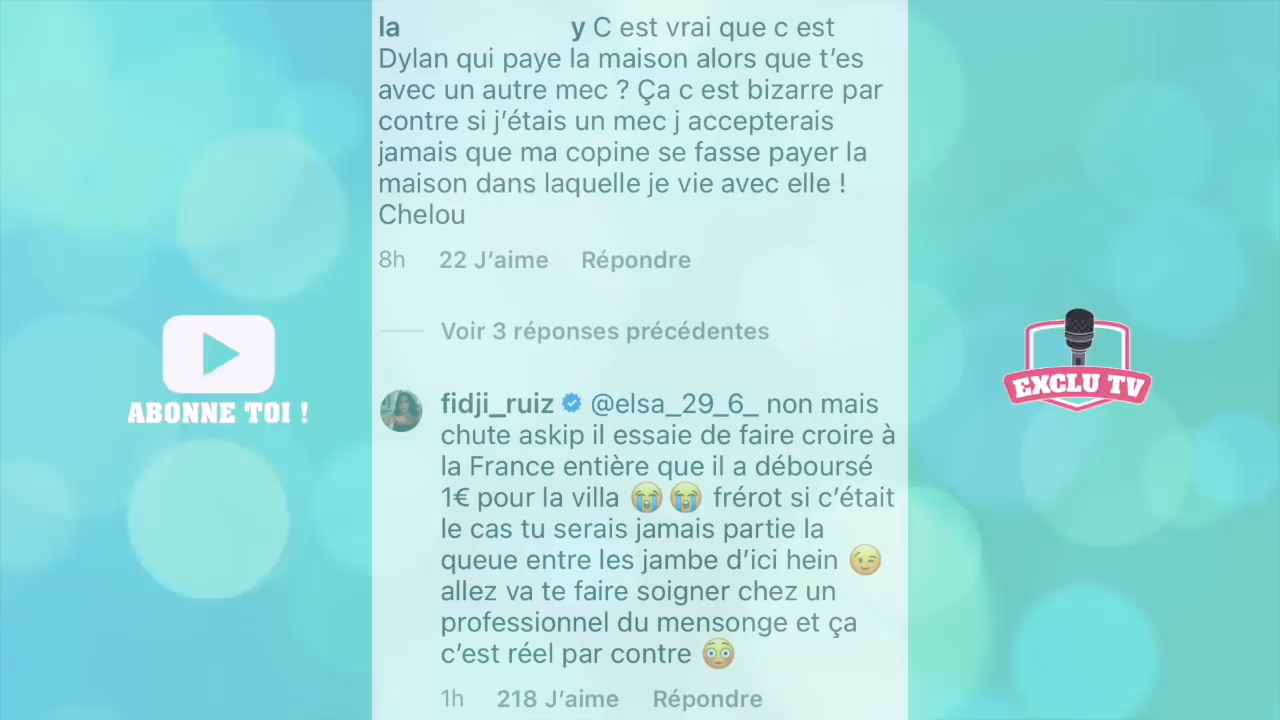 la y C est vrai que c est
Dylan qui paye la maison alors que t’es
avec un autre mec ? Ça c est bizarre par
contre si j’étais un mec j accepterais
jamais que ma copine se fasse payer la
maison dans laquelle je vie avec elle !
Chelou
8h 22 J’aime Répondre
Voir 3 réponses précédentes
fidji_ruiz @elsa_29_6_ non mais
chute askip il essaie de faire croire à
la France entière que il a déboursé
1€ pour la villa 😭😭 frérot si c’était
le cas tu serais jamais partie la
queue entre les jambe d’ici hein 😉
allez va te faire soigner chez un
professionnel du mensonge et ça
c’est réel par contre 😳
1h 218 J’aime Répondre
ABONNE TOI !
EXCLU TV